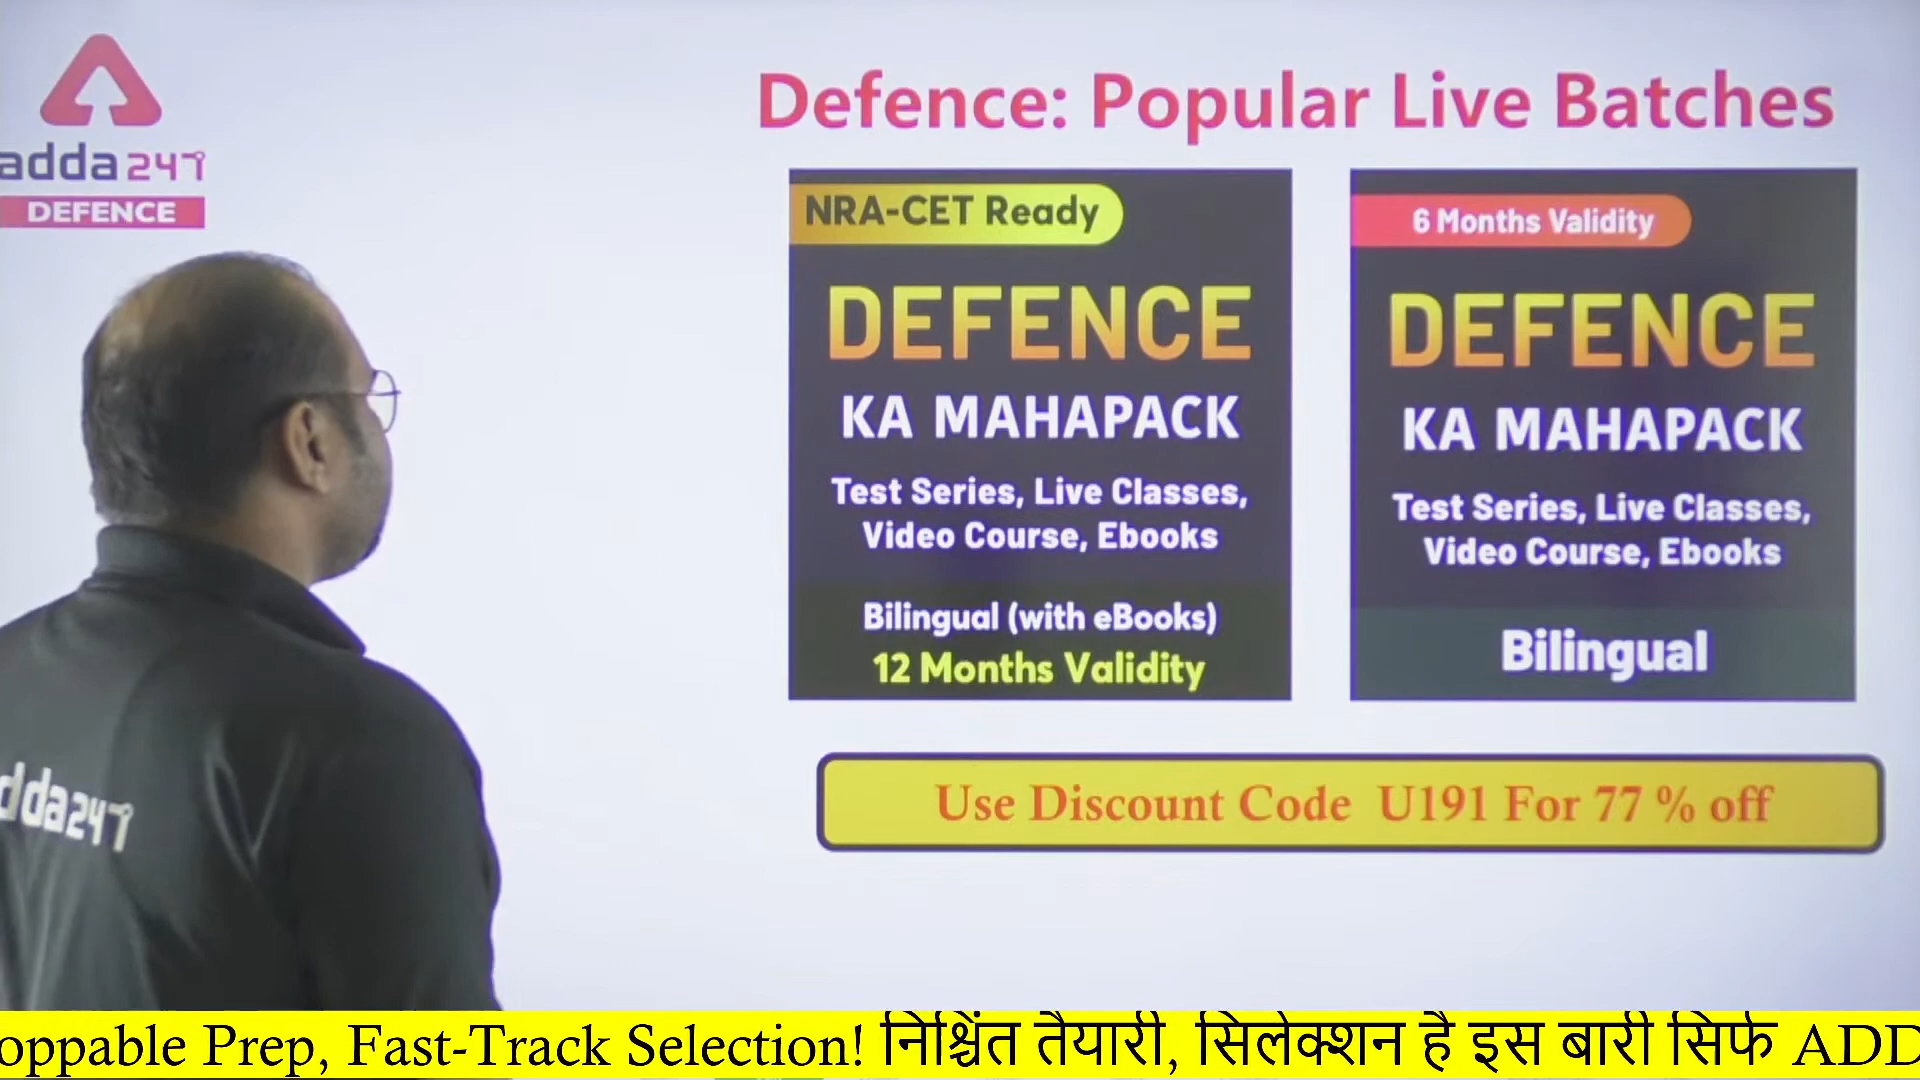 adda247
DEFENCE
Defence: Popular Live Batches
NRA-CET Ready
DEFENCE
KA MAHAPACK
Test Series, Live Classes,
Video Course, Ebooks
Bilingual (with eBooks)
12 Months Validity
6 Months Validity
DEFENCE
KA MAHAPACK
Test Series, Live Classes,
Video Course, Ebooks
Bilingual
Use Discount Code U191 For 77 % off
dda247
oppable Prep, Fast-Track Selection! निश्चिंत तैयारी, सिलेक्शन है इस बारी सिर्फ ADD